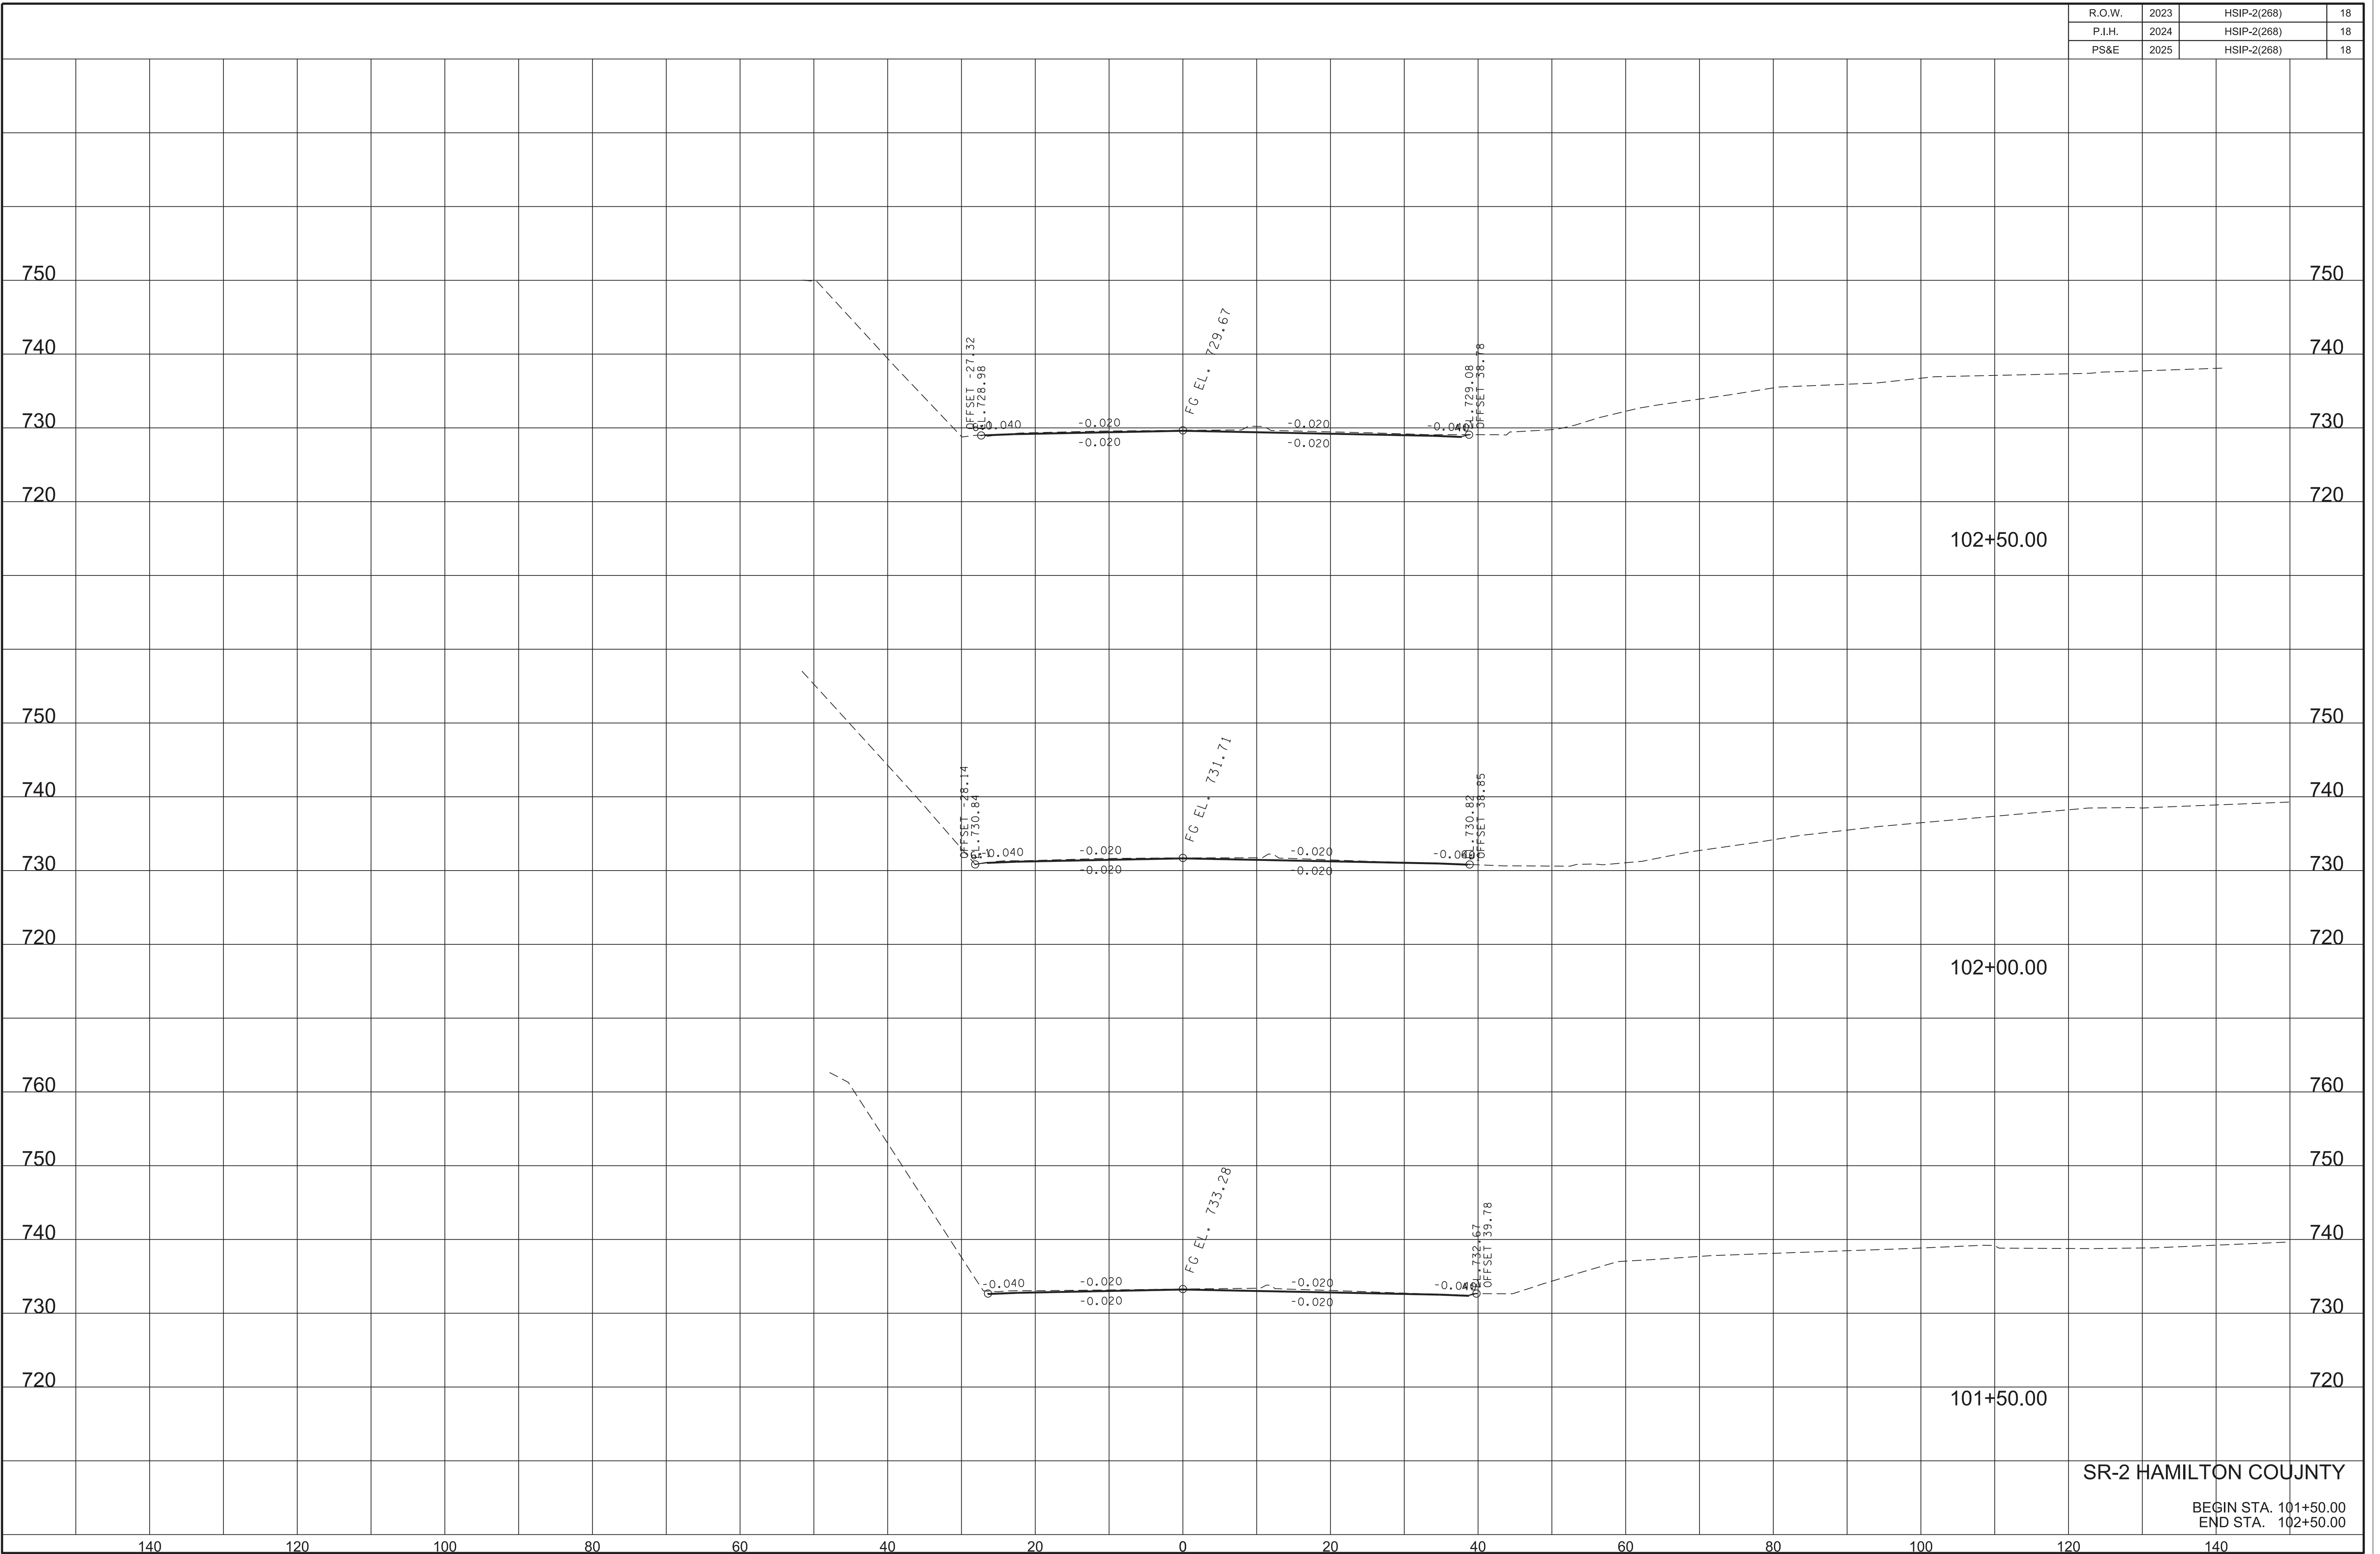 R.O.W. 2023 HSIP-2(268) 18
P.I.H. 2024 HSIP-2(268) 18
PS&E 2025 HSIP-2(268) 18
750 750
740 740
730 730
720 720
OFFSET -27.32
EL.728.98
-0.040
-0.020
-0.020
FG EL. 729.67
-0.020
-0.020
-0.040
EL.729.08
OFFSET 38.78
102+50.00
750 750
740 740
730 730
720 720
OFFSET -28.14
EL.730.84
-0.040
-0.020
-0.020
FG EL. 731.71
-0.020
-0.020
-0.040
EL.730.82
OFFSET 38.85
102+00.00
760 760
750 750
740 740
730 730
720 720
-0.040
-0.020
-0.020
FG EL. 733.28
-0.020
-0.020
-0.040
EL.732.67
OFFSET 39.78
101+50.00
SR-2 HAMILTON COUJNTY
BEGIN STA. 101+50.00
END STA. 102+50.00
140 120 100 80 60 40 20 0 20 40 60 80 100 120 140